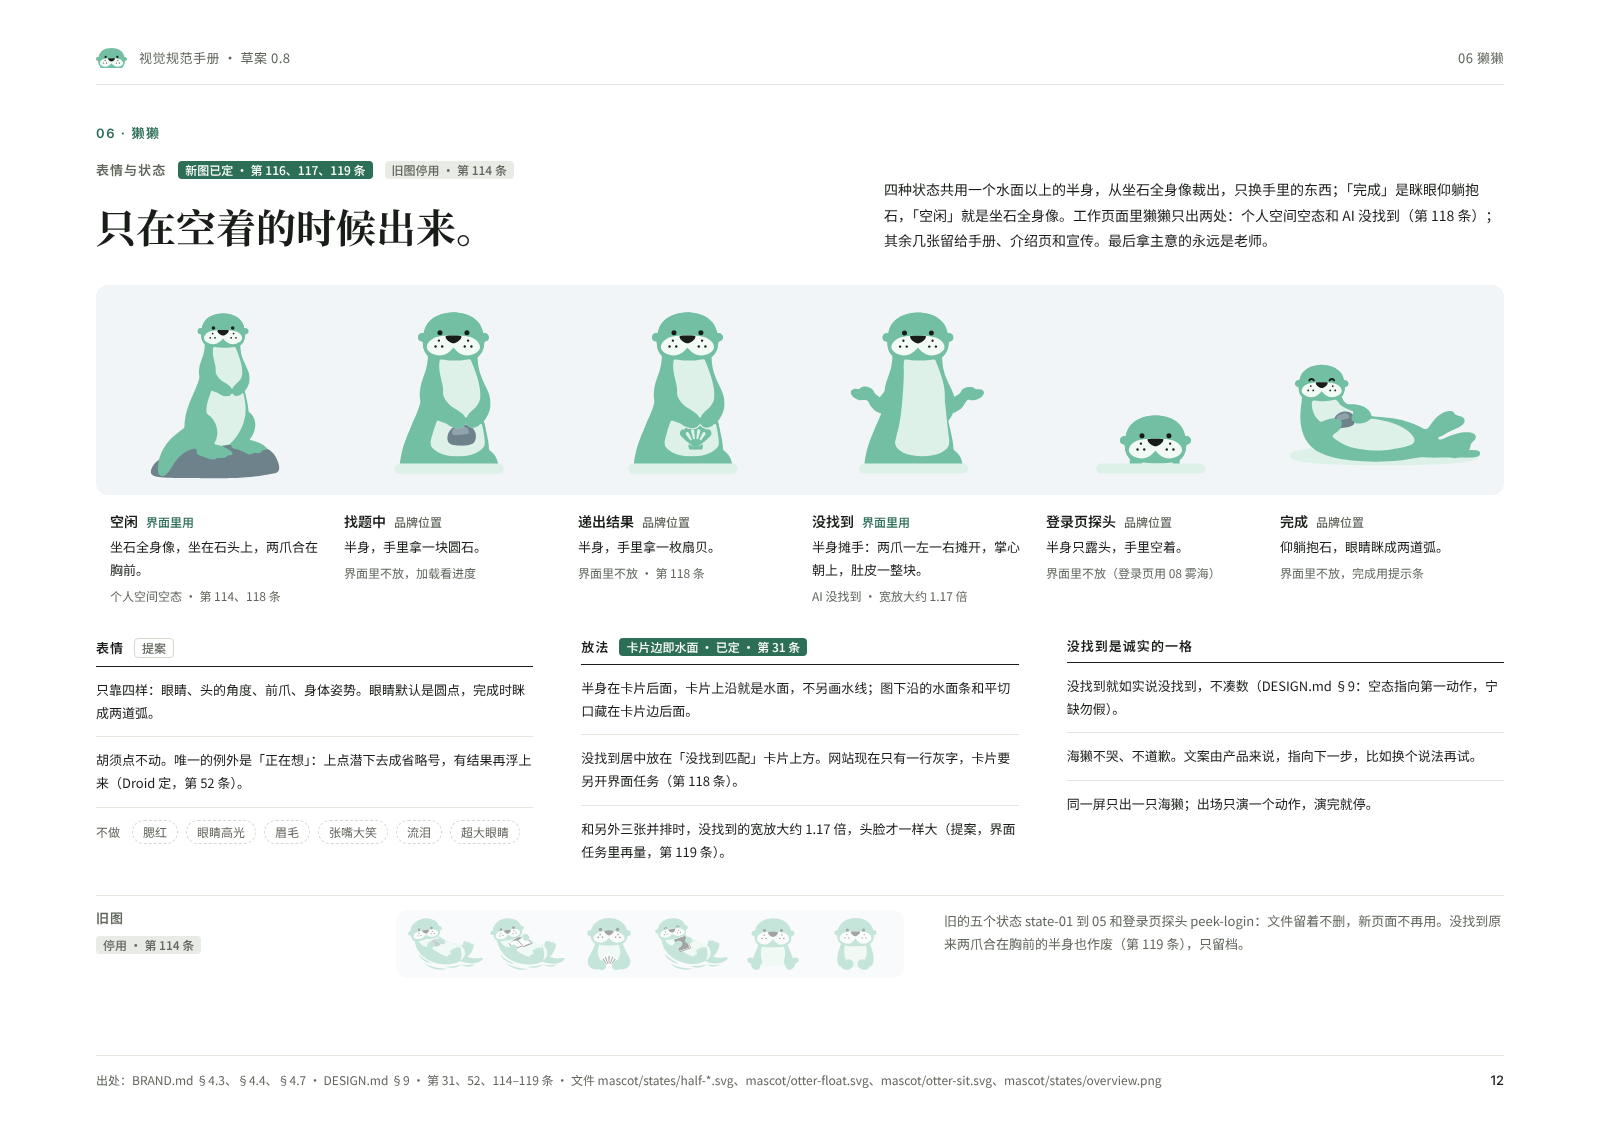 视觉规范手册 · 草案 0.8
06 獭獭
06 · 獭獭
表情与状态 新图已定 · 第 116、117、119 条 旧图停用 · 第 114 条
只在空着的时候出来。
四种状态共用一个水面以上的半身，从坐石全身像裁出，只换手里的东西；「完成」是眯眼仰躺抱
石，「空闲」就是坐石全身像。工作页面里獭獭只出两处：个人空间空态和 AI 没找到（第 118 条）；
其余几张留给手册、介绍页和宣传。最后拿主意的永远是老师。
空闲 界面里用
坐石全身像，坐在石头上，两爪合在
胸前。
个人空间空态 · 第 114、118 条
找题中 品牌位置
半身，手里拿一块圆石。
界面里不放，加载看进度
递出结果 品牌位置
半身，手里拿一枚扇贝。
界面里不放 · 第 118 条
没找到 界面里用
半身摊手：两爪一左一右摊开，掌心
朝上，肚皮一整块。
AI 没找到 · 宽放大约 1.17 倍
登录页探头 品牌位置
半身只露头，手里空着。
界面里不放（登录页用 08 雾海）
完成 品牌位置
仰躺抱石，眼睛眯成两道弧。
界面里不放，完成用提示条
表情 提案
只靠四样：眼睛、头的角度、前爪、身体姿势。眼睛默认是圆点，完成时眯
成两道弧。
胡须点不动。唯一的例外是「正在想」：上点潜下去成省略号，有结果再浮上
来（Droid 定，第 52 条）。
不做 腮红 眼睛高光 眉毛 张嘴大笑 流泪 超大眼睛
放法 卡片边即水面 · 已定 · 第 31 条
半身在卡片后面，卡片上沿就是水面，不另画水线；图下沿的水面条和平切
口藏在卡片边后面。
没找到居中放在「没找到匹配」卡片上方。网站现在只有一行灰字，卡片要
另开界面任务（第 118 条）。
和另外三张并排时，没找到的宽放大约 1.17 倍，头脸才一样大（提案，界面
任务里再量，第 119 条）。
没找到是诚实的一格
没找到就如实说没找到，不凑数（DESIGN.md §9：空态指向第一动作，宁
缺勿假）。
海獭不哭、不道歉。文案由产品来说，指向下一步，比如换个说法再试。
同一屏只出一只海獭；出场只演一个动作，演完就停。
旧图
停用 · 第 114 条
旧的五个状态 state-01 到 05 和登录页探头 peek-login：文件留着不删，新页面不再用。没找到原
来两爪合在胸前的半身也作废（第 119 条），只留档。
出处：BRAND.md §4.3、§4.4、§4.7 · DESIGN.md §9 · 第 31、52、114–119 条 · 文件 mascot/states/half-*.svg、mascot/otter-float.svg、mascot/otter-sit.svg、mascot/states/overview.png
12